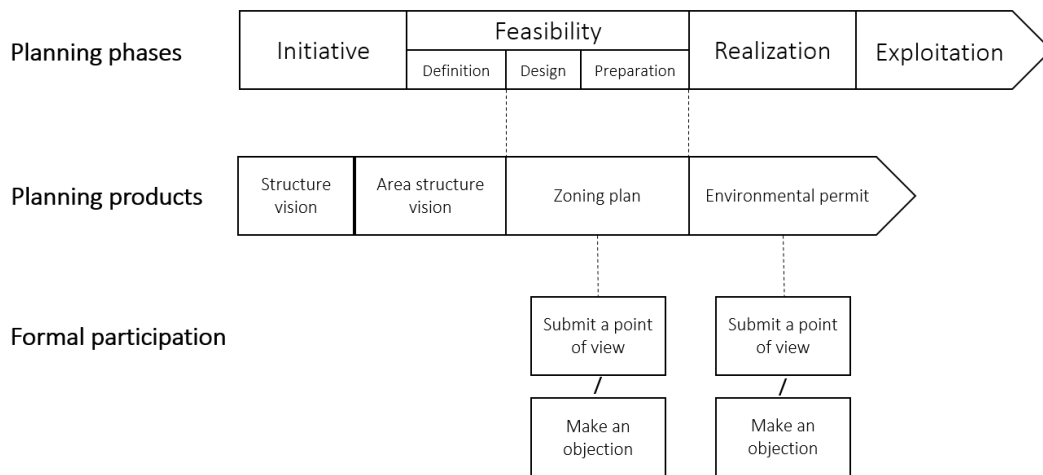 Planning phases
Initiative
Feasibility
Definition
Design
Preparation
Realization
Exploitation
Planning products
Structure
vision
Area structure
vision
Zoning plan
Environmental permit
Formal participation
Submit a point
of view
/
Make an
objection
Submit a point
of view
/
Make an
objection